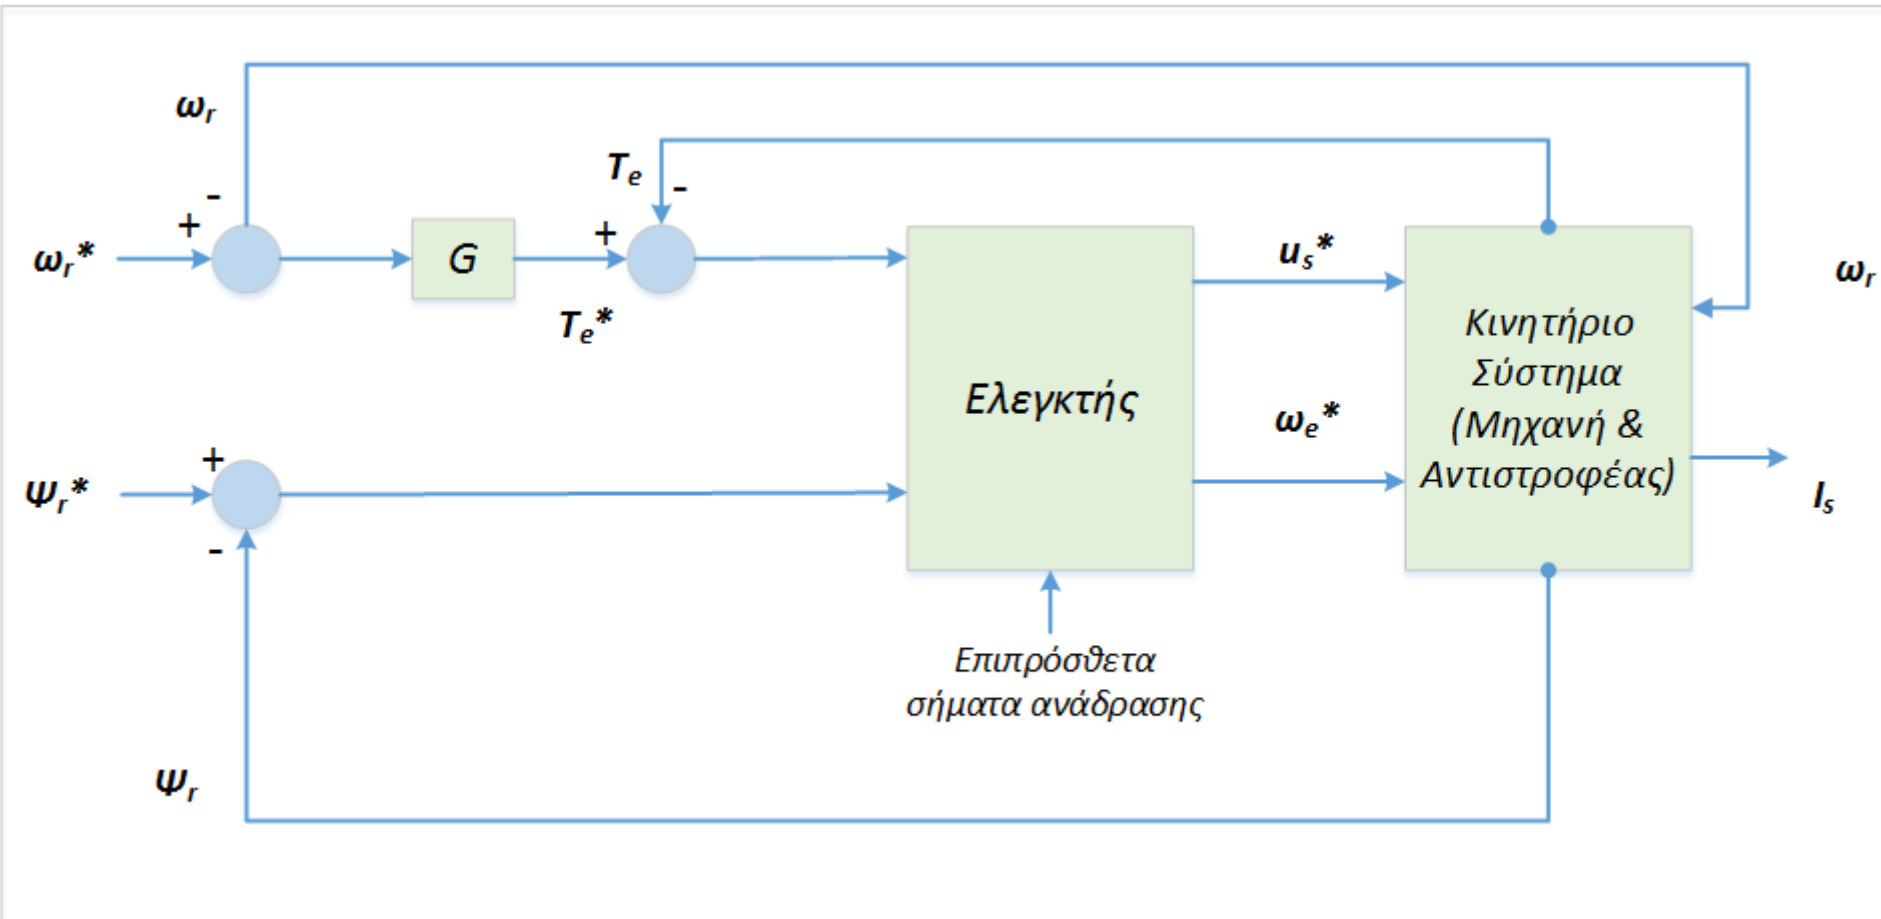 ωr
-
+
ωr*
G
Te
-
+
Te*
Ελεγκτής
us*
ωe*
Κινητήριο
Σύστημα
(Μηχανή &
Αντιστροφέας)
ωr
Is
+
Ψr*
-
Επιπρόσθετα
σήματα ανάδρασης
Ψr